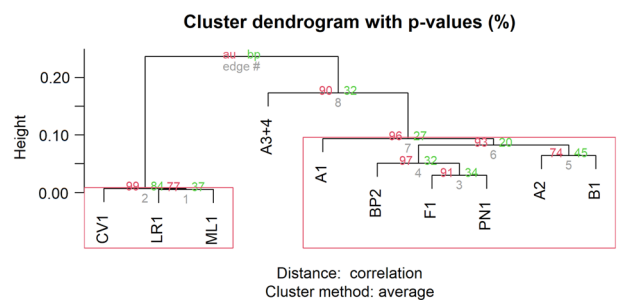 Cluster dendrogram with p-values (%)
au bp
edge #
90 32
8
96 27
7
93 20
6
97 32
4
91 34
3
74 45
5
99 84
2
77 37
1
0.20
0.10
0.00
Height
A3+4
A1
BP2
F1
PN1
A2
B1
CV1
LR1
ML1
Distance: correlation
Cluster method: average